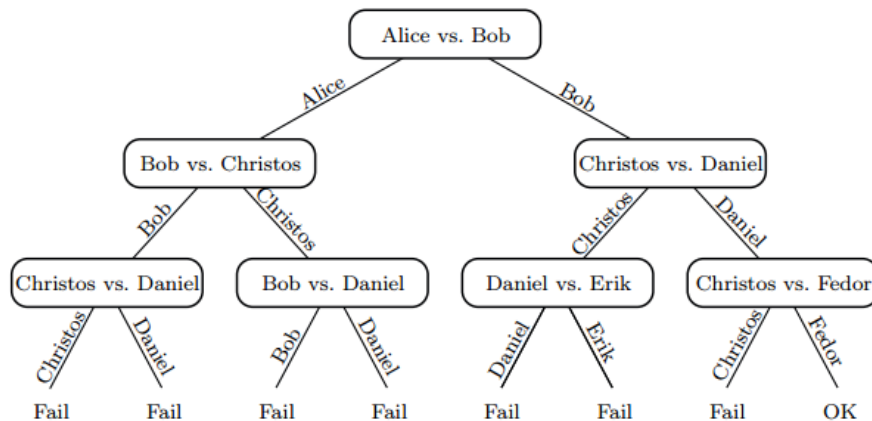 Alice vs. Bob
Alice
Bob
Bob vs. Christos
Christos vs. Daniel
Bob
Christos
Christos
Daniel
Christos vs. Daniel
Bob vs. Daniel
Daniel vs. Erik
Christos vs. Fedor
Christos
Daniel
Bob
Daniel
Daniel
Erik
Christos
Fedor
Fail
Fail
Fail
Fail
Fail
Fail
Fail
OK